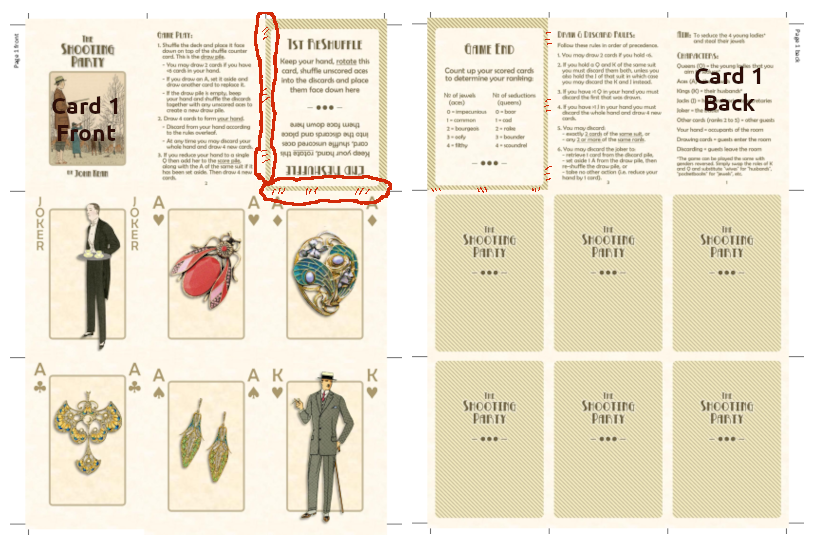 Page 1 front
THE
SHOOTING
PARTY
Card 1
Front
BY JOHN KEAN
GAME PLAY:
1. Shuffle the deck and place it face
down on top of the shuffle counter
card. This is the draw pile.
- You may draw 2 cards if you have
<6 cards in your hand.
- If you draw an A, set it aside and
draw another card to replace it.
- If the draw pile is empty, keep
your hand and shuffle the discards
together with any unscored aces to
create a new draw pile.
2. Draw 4 cards to form your hand.
- Discard from your hand according
to the rules overleaf.
- At any time you may discard your
whole hand and draw 4 new cards.
3. If you reduce your hand to a single
Q then add her to the score pile,
along with the A of the same suit if it
has been set aside. Then draw 4 new
cards.
2
1ST RESHUFFLE
Keep your hand, rotate this
card, shuffle unscored aces
into the discards and place
them face down here
Keep your hand, rotate this
card, shuffle unscored aces
into the discards and place
them face down here
JOKER
JOKER
A
A
A
A
A
A
A
A
K
K
GAME END
Count up your scored cards
to determine your ranking:
Nr of jewels
(aces)
0 = impecunious
1 = common
2 = bourgeois
3 = swify
4 = filthy
Nr of seductions
(queens)
0 = boor
1 = cad
2 = rake
3 = bounder
4 = scoundrel
DRAW & DISCARD RULES:
Follow these rules in order of precedence.
1. You may draw 2 cards if you hold <6.
2. If you hold a Q and K of the same suit
you must discard them both, unless you
also hold the J of that suit in which case
you may discard the K and J instead.
3. If you have >1 Q in your hand you must
discard the first that was drawn.
4. If you have >1 J in your hand you must
discard the whole hand and draw 4 new
cards.
5. You may discard:
- exactly 2 cards of the same suit, or
- any 2 or more of the same rank.
6. You may discard the Joker to:
- retrieve 1 card from the discard pile,
- set aside 1 A from the draw pile, then
re-shuffle the draw pile, or
- take no other action (i.e. reduce your
hand by 1 card).
3
AIM: To reduce the 4 young ladies*
and steal their jewels
CHARACTERS:
Queens (Q) = the young ladies that you
aim
Card 1
Back
Aces (A)
Kings (K) = their husbands*
Jacks (J) =
Joker = the
Other cards (ranks 2 to 5) = other guests
Your hand = occupants of the room
Drawing cards = guests enter the room
Discarding = guests leave the room
*The game can be played the same with
genders reversed. Simply swap the roles of K
and Q and substitute "wives" for "husbands",
"pocketbooks" for "jewels", etc.
1
Page 1 back
THE
SHOOTING
PARTY
THE
SHOOTING
PARTY
THE
SHOOTING
PARTY
THE
SHOOTING
PARTY
THE
SHOOTING
PARTY
THE
SHOOTING
PARTY